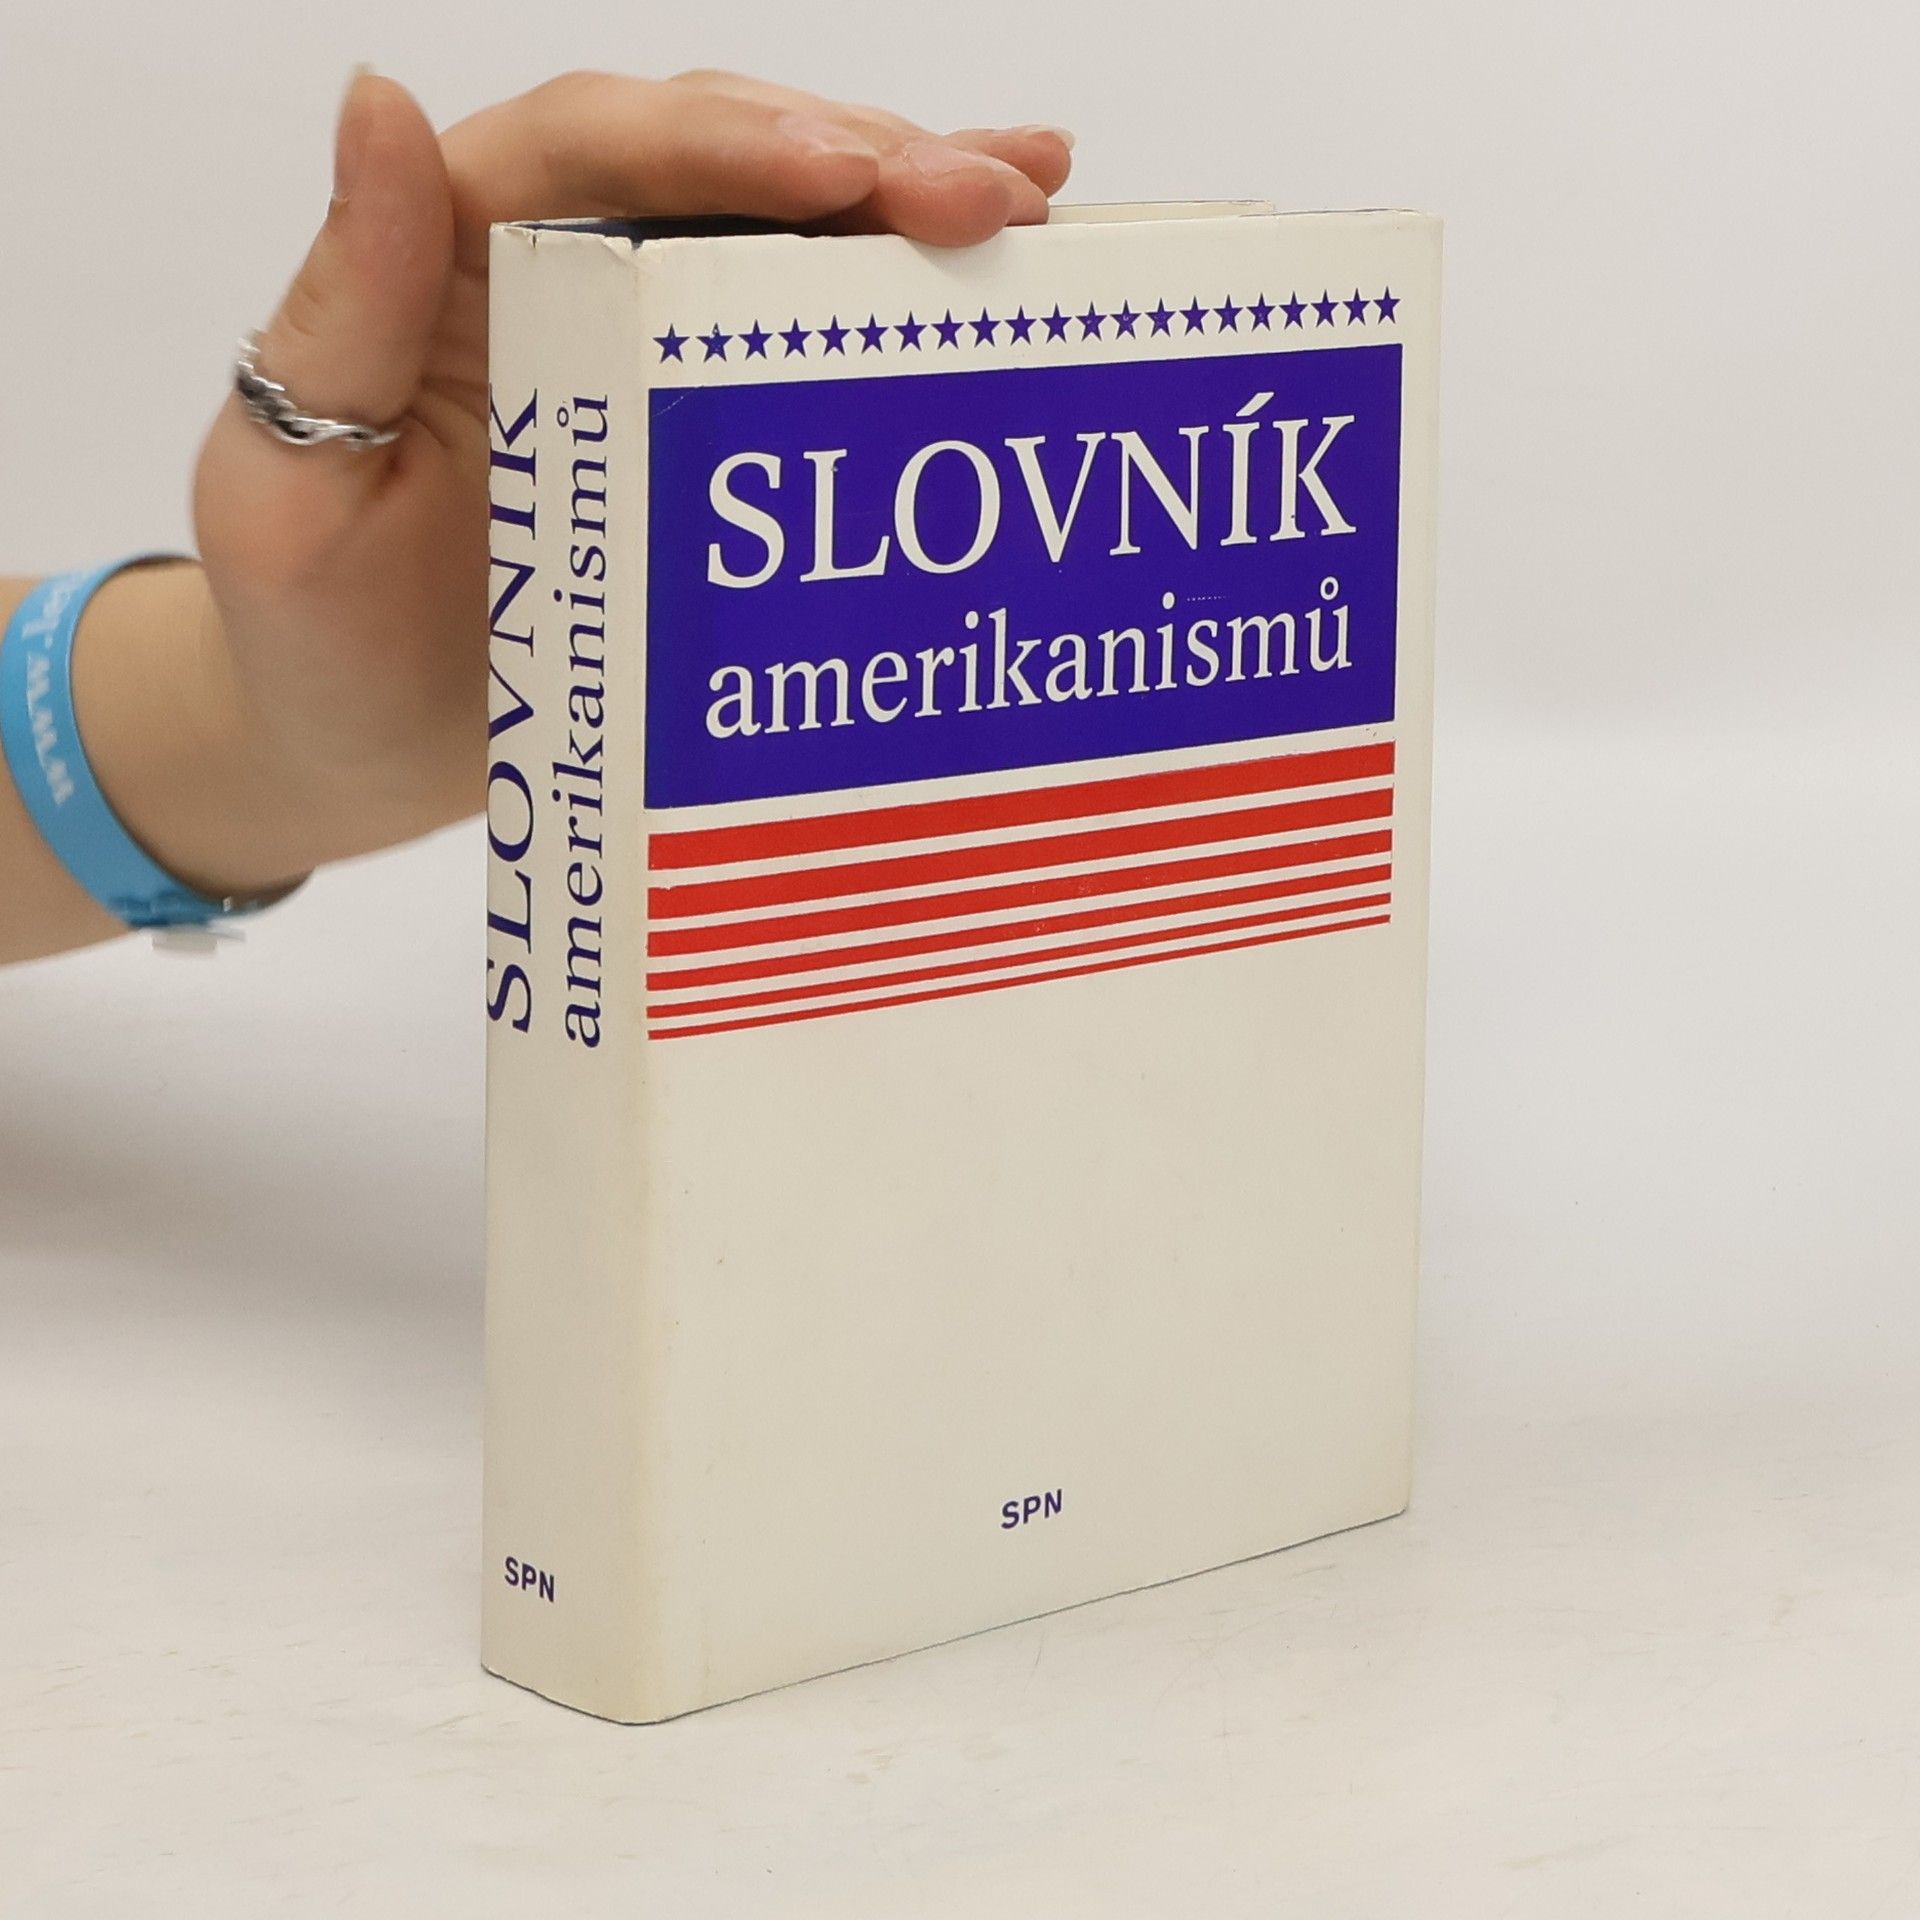 SLOVNÍK
amerikanismů
SPN
SLOVNÍK
amerikanismů
SPN